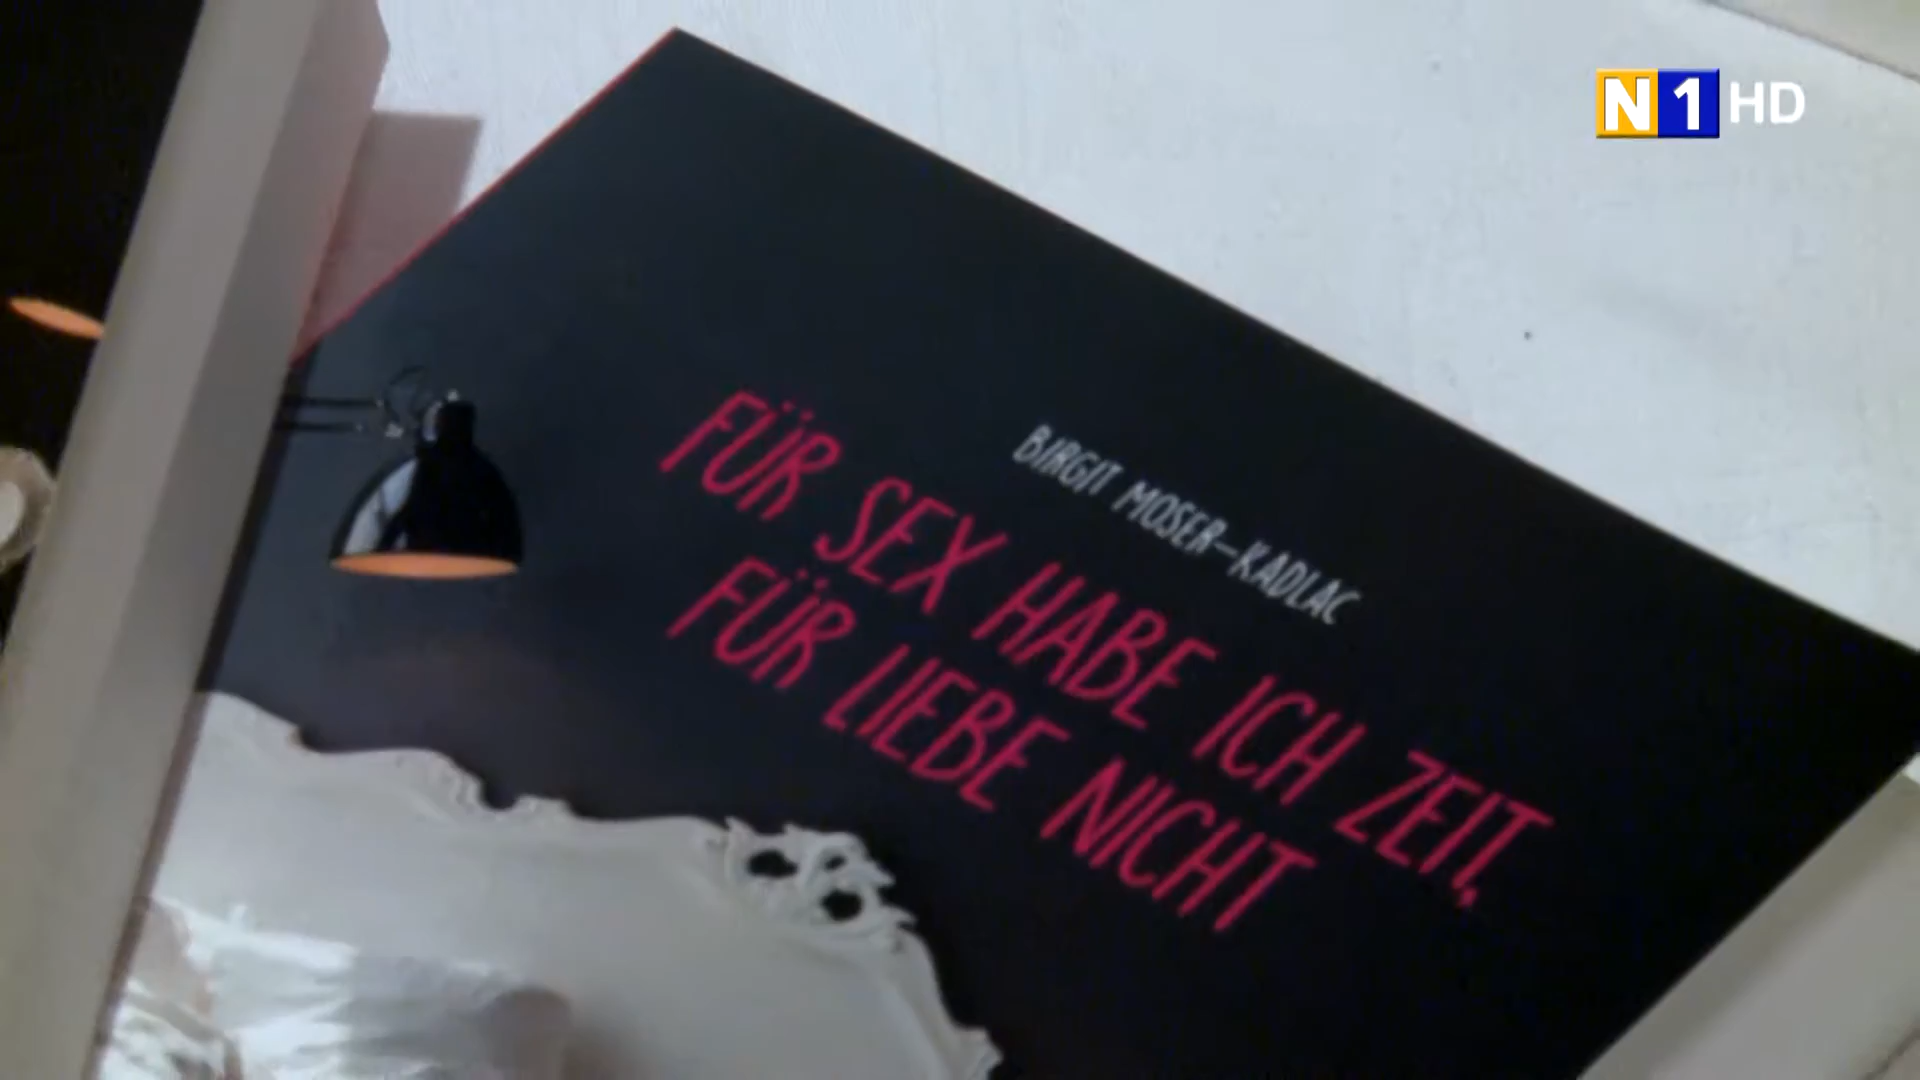 N1 HD
BIRGIT MOSER-KADLAC
FÜR SEX HABE ICH ZEIT,
FÜR LIEBE NICHT